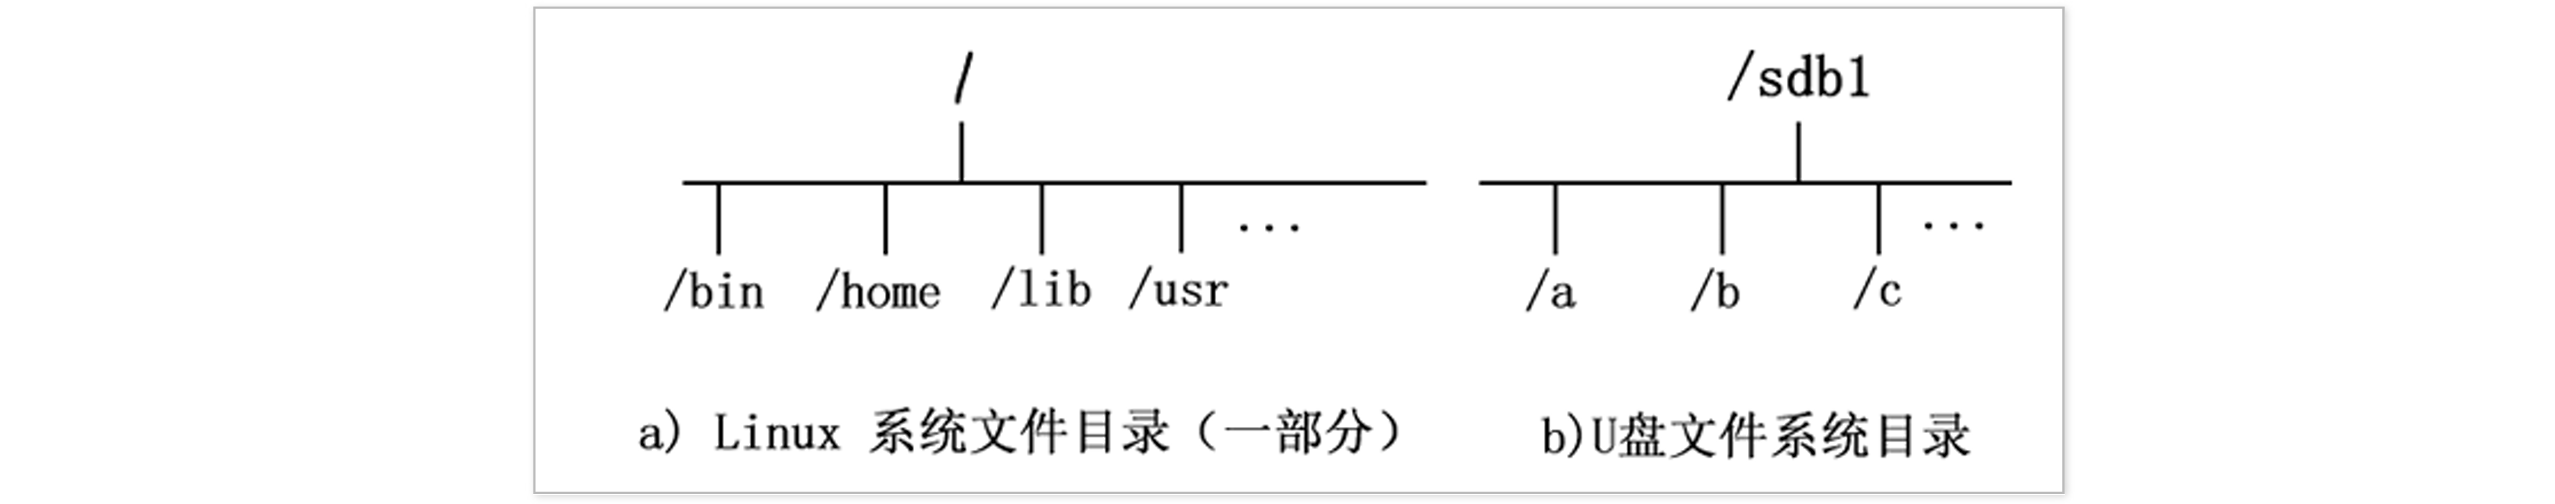 / /sdb1
/bin /home /lib /usr ··· /a /b /c ···
a) Linux 系统文件目录（一部分） b)U盘文件系统目录